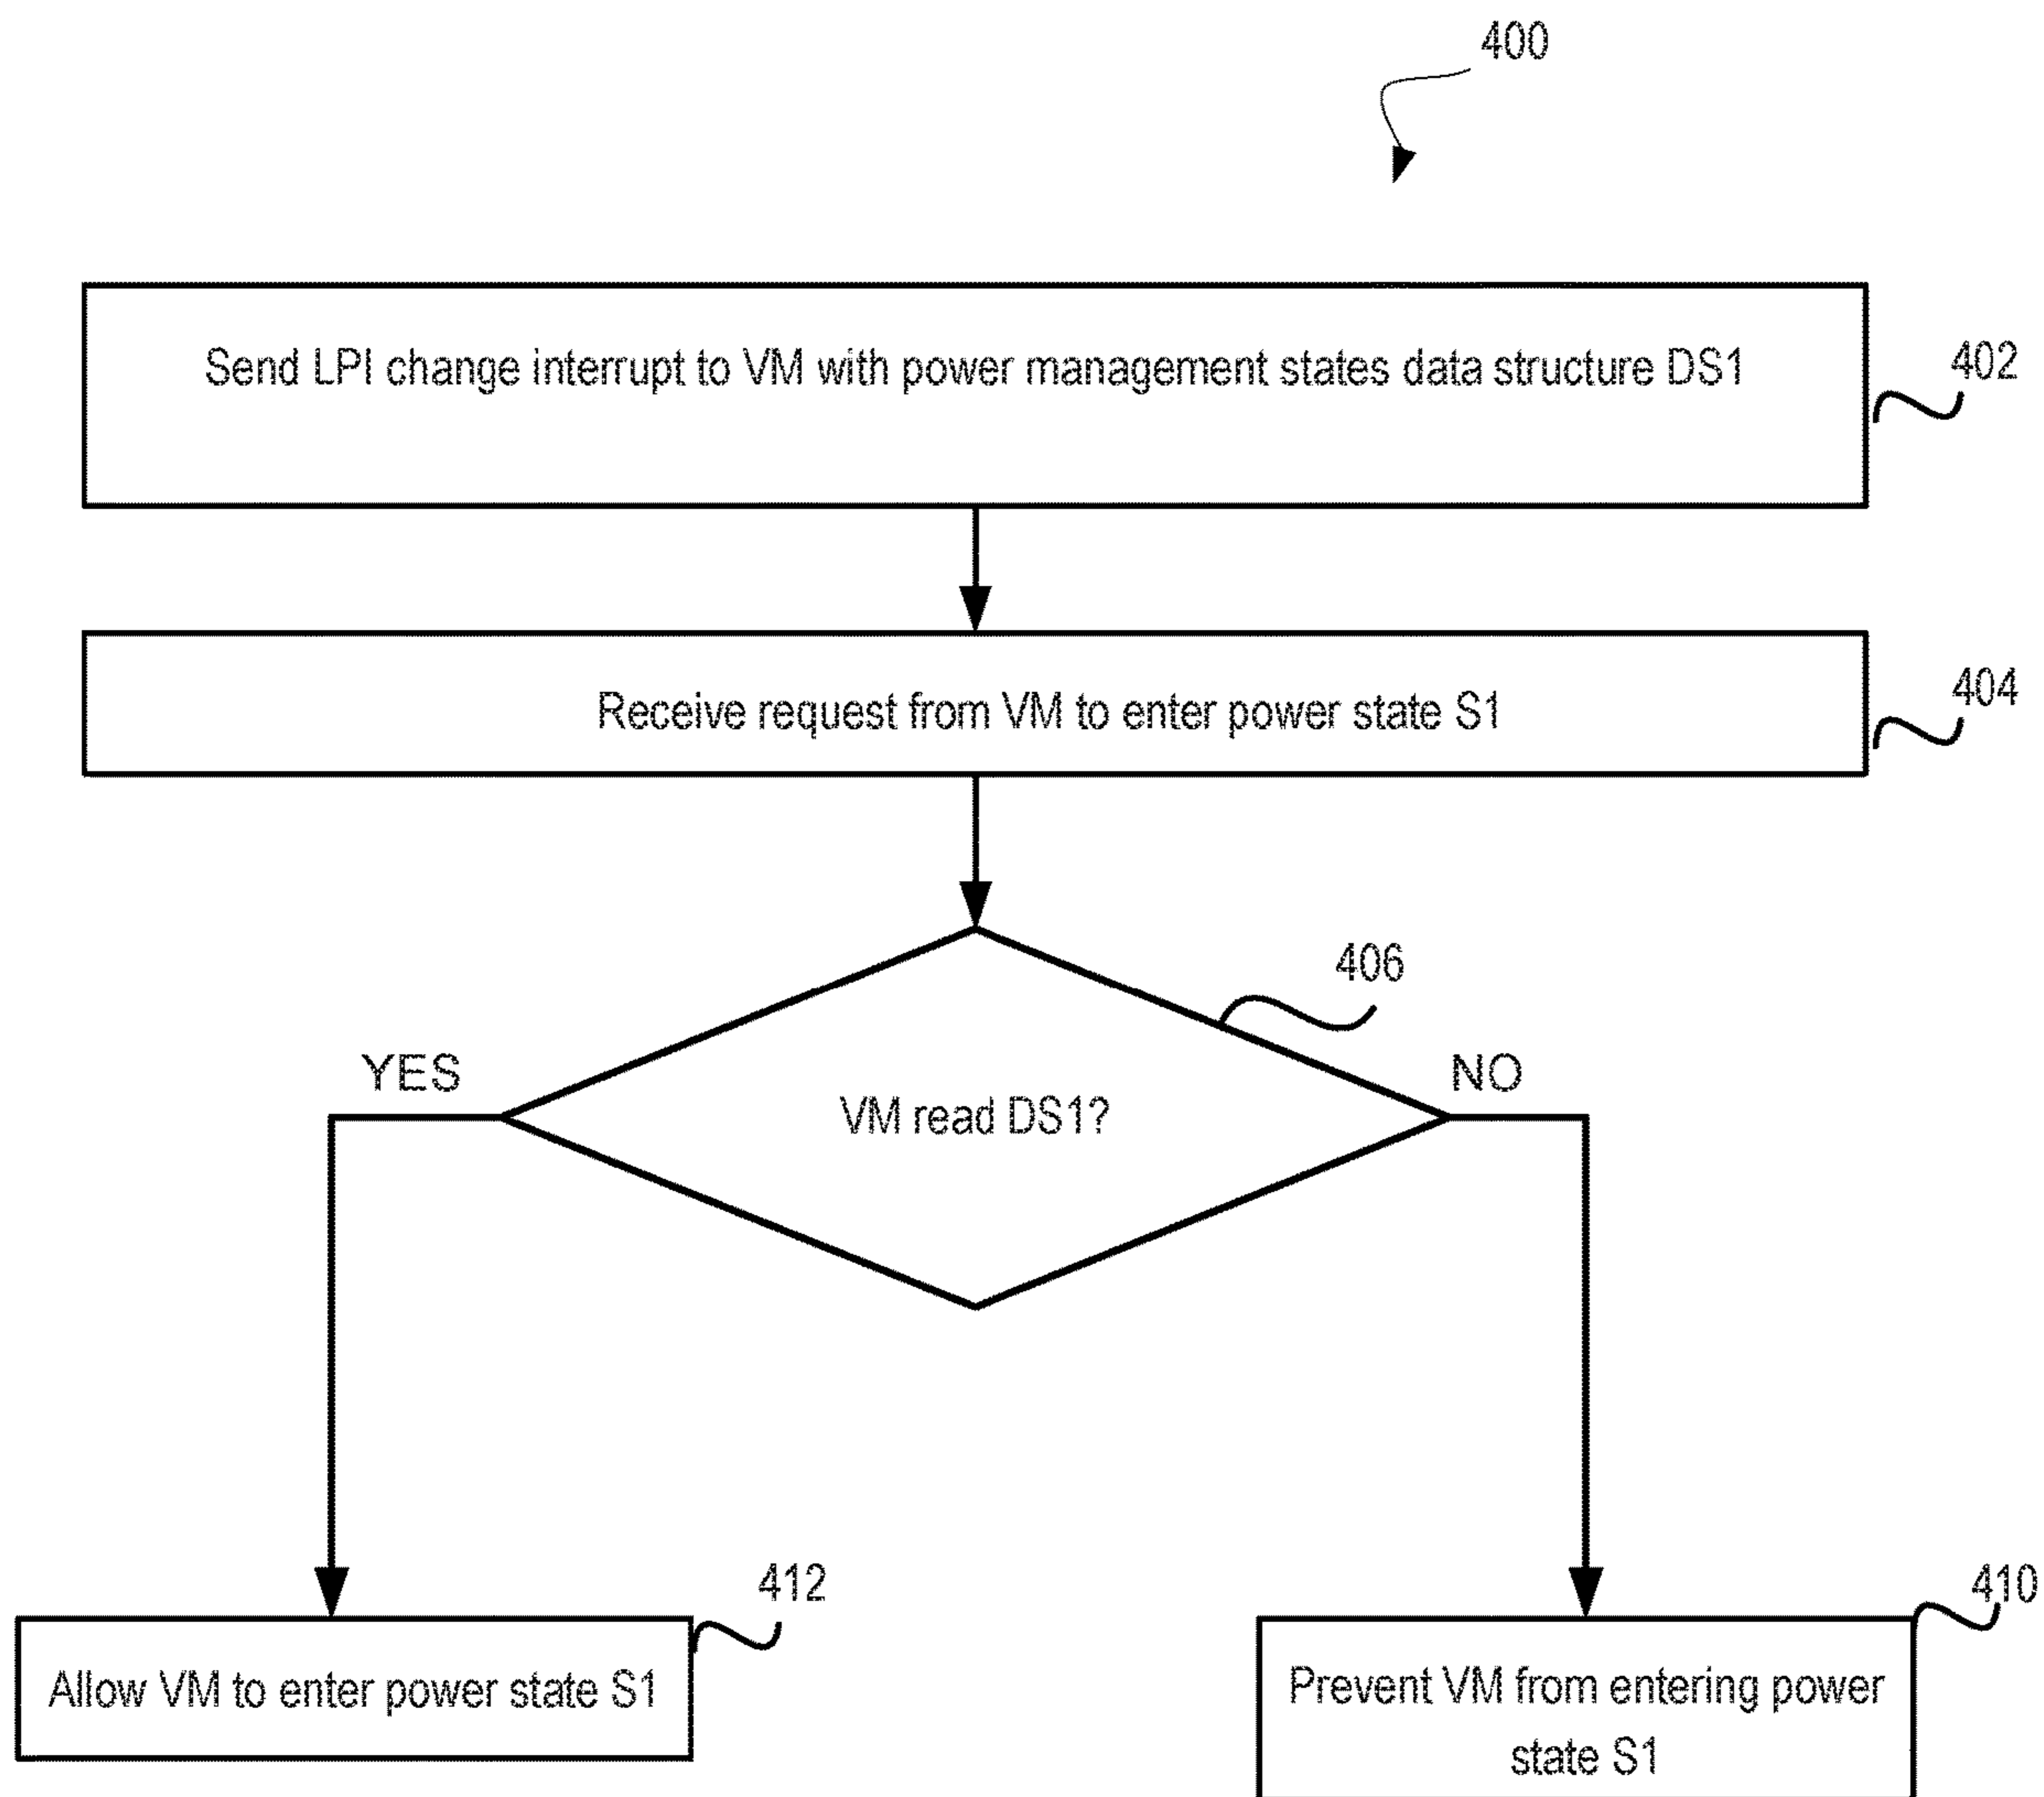 400
Send LPI change interrupt to VM with power management states data structure DS1
402
Receive request from VM to enter power state S1
404
406
YES
NO
VM read DS1?
412
410
Allow VM to enter power state S1
Prevent VM from entering power
state S1